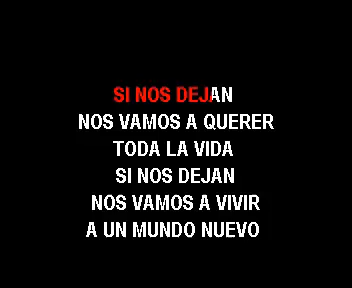 SI NOS DEJAN
NOS VAMOS A QUERER
TODA LA VIDA
SI NOS DEJAN
NOS VAMOS A VIVIR
A UN MUNDO NUEVO